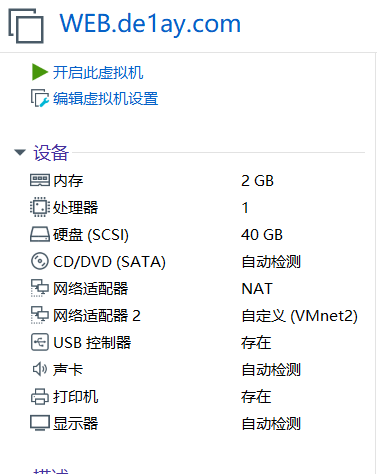 WEB.de1ay.com
开启此虚拟机
编辑虚拟机设置
设备
内存 2 GB
处理器 1
硬盘 (SCSI) 40 GB
CD/DVD (SATA) 自动检测
网络适配器 NAT
网络适配器 2 自定义 (VMnet2)
USB 控制器 存在
声卡 自动检测
打印机 存在
显示器 自动检测